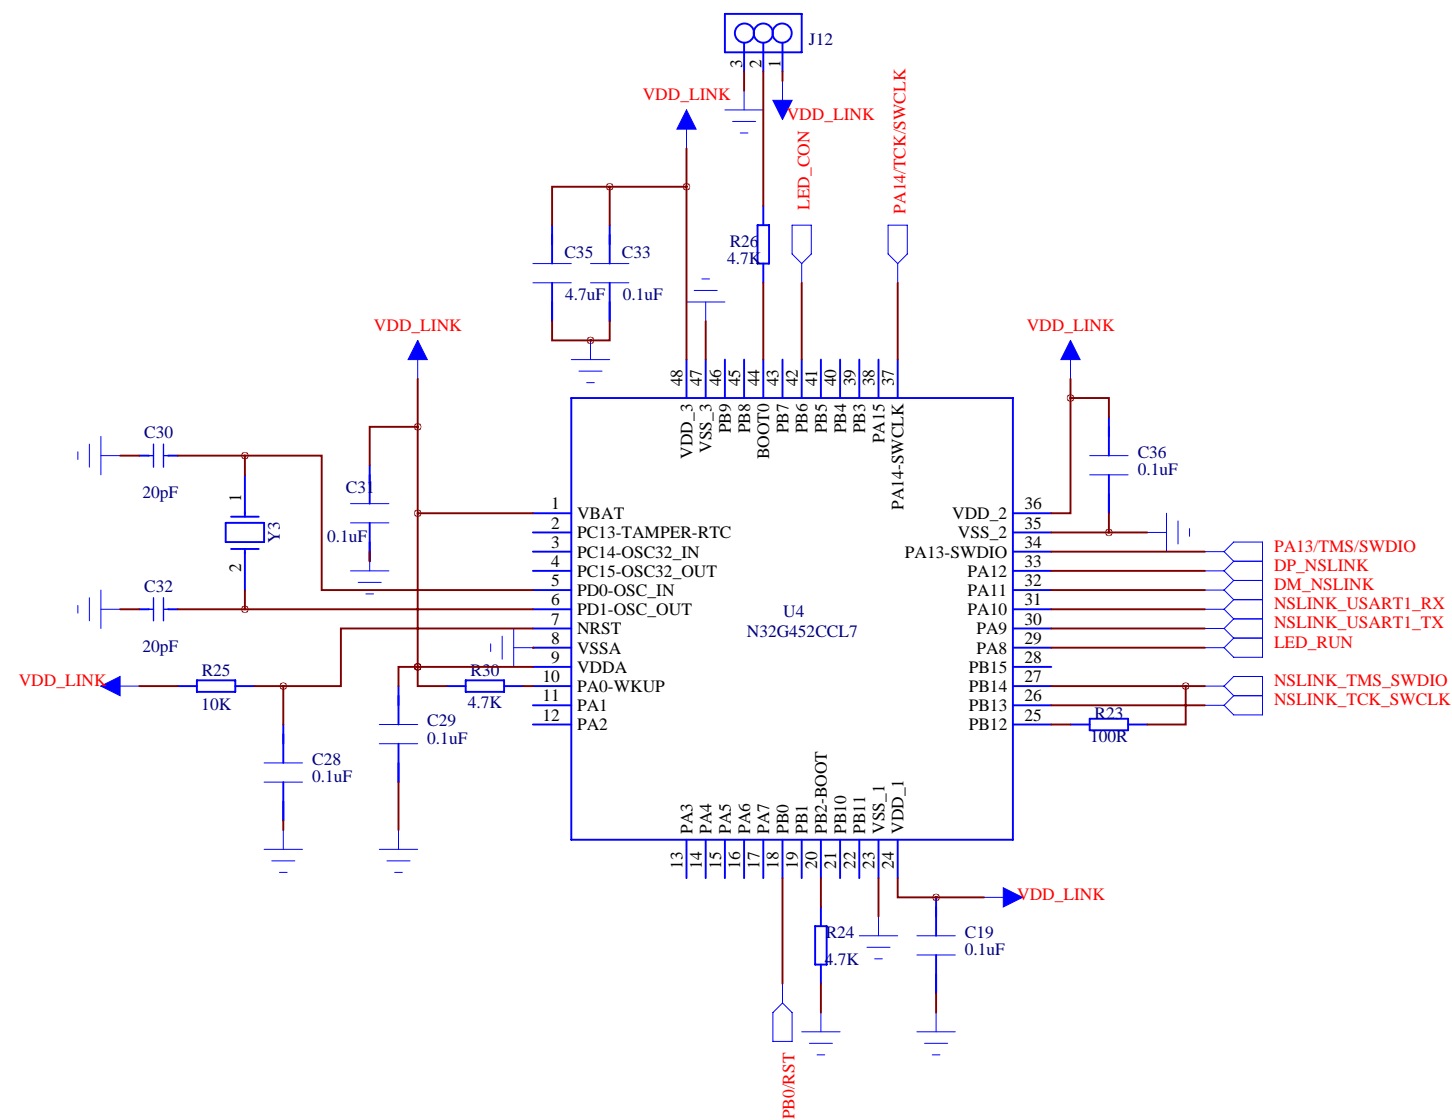 J12
3
2
1
VDD_LINK
VDD_LINK
LED_CON
PA14/TCK/SWCLK
R26
4.7K
C35
4.7uF
C33
0.1uF
VDD_LINK
VDD_LINK
48
47
46
45
44
43
42
41
40
39
38
37
VDD_3
VSS_3
PB9
PB8
BOOT0
PB7
PB6
PB5
PB4
PB3
PA15
PA14-SWCLK
C30
20pF
C31
0.1uF
C36
0.1uF
1
Y3
2
C32
20pF
1
VBAT
2
PC13-TAMPER-RTC
3
PC14-OSC32_IN
4
PC15-OSC32_OUT
5
PD0-OSC_IN
6
PD1-OSC_OUT
7
NRST
8
VSSA
9
VDDA
10
PA0-WKUP
11
PA1
12
PA2
U4
N32G452CCL7
VDD_2
36
VSS_2
35
PA13-SWDIO
34
PA13/TMS/SWDIO
PA12
33
DP_NSLINK
PA11
32
DM_NSLINK
PA10
31
NSLINK_USART1_RX
PA9
30
NSLINK_USART1_TX
PA8
29
LED_RUN
PB15
28
PB14
27
NSLINK_TMS_SWDIO
PB13
26
NSLINK_TCK_SWCLK
PB12
25
R23
100R
VDD_LINK
R25
10K
R30
4.7K
C29
0.1uF
C28
0.1uF
PA3
PA4
PA5
PA6
PA7
PB0
PB1
PB2-BOOT
PB10
PB11
VSS_1
VDD_1
13
14
15
16
17
18
19
20
21
22
23
24
VDD_LINK
R24
4.7K
C19
0.1uF
PB0/RST